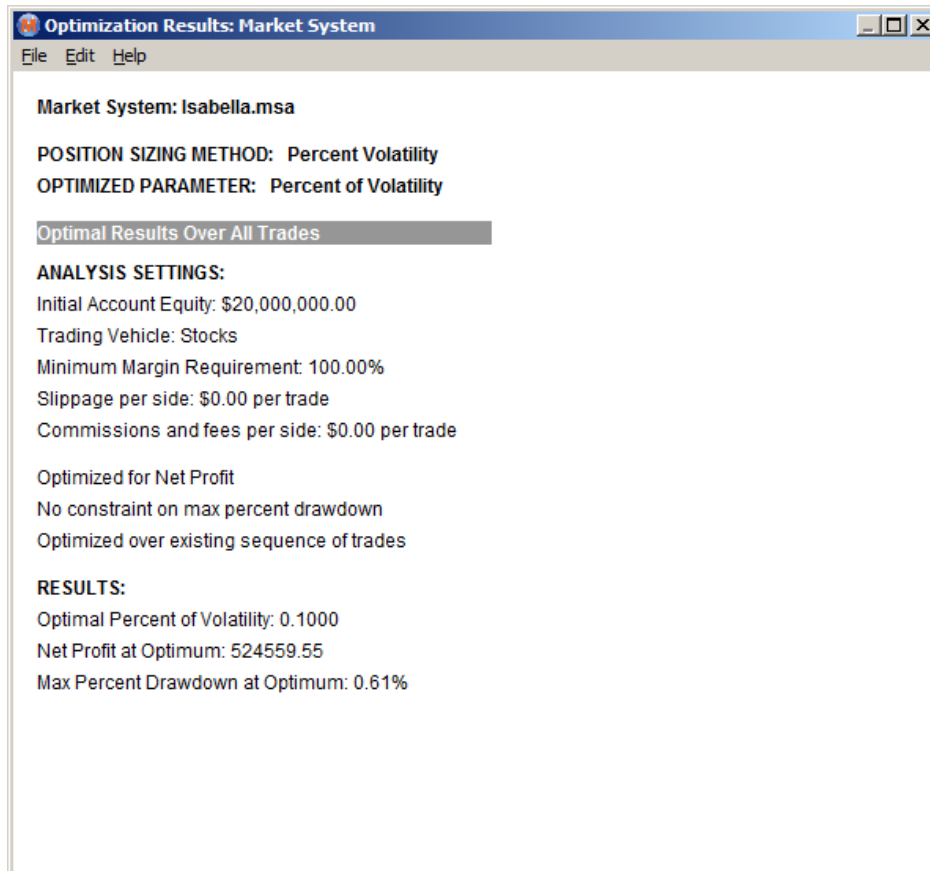 Optimization Results: Market System
File Edit Help
Market System: Isabella.msa
POSITION SIZING METHOD: Percent Volatility
OPTIMIZED PARAMETER: Percent of Volatility
Optimal Results Over All Trades
ANALYSIS SETTINGS:
Initial Account Equity: $20,000,000.00
Trading Vehicle: Stocks
Minimum Margin Requirement: 100.00%
Slippage per side: $0.00 per trade
Commissions and fees per side: $0.00 per trade
Optimized for Net Profit
No constraint on max percent drawdown
Optimized over existing sequence of trades
RESULTS:
Optimal Percent of Volatility: 0.1000
Net Profit at Optimum: 524559.55
Max Percent Drawdown at Optimum: 0.61%